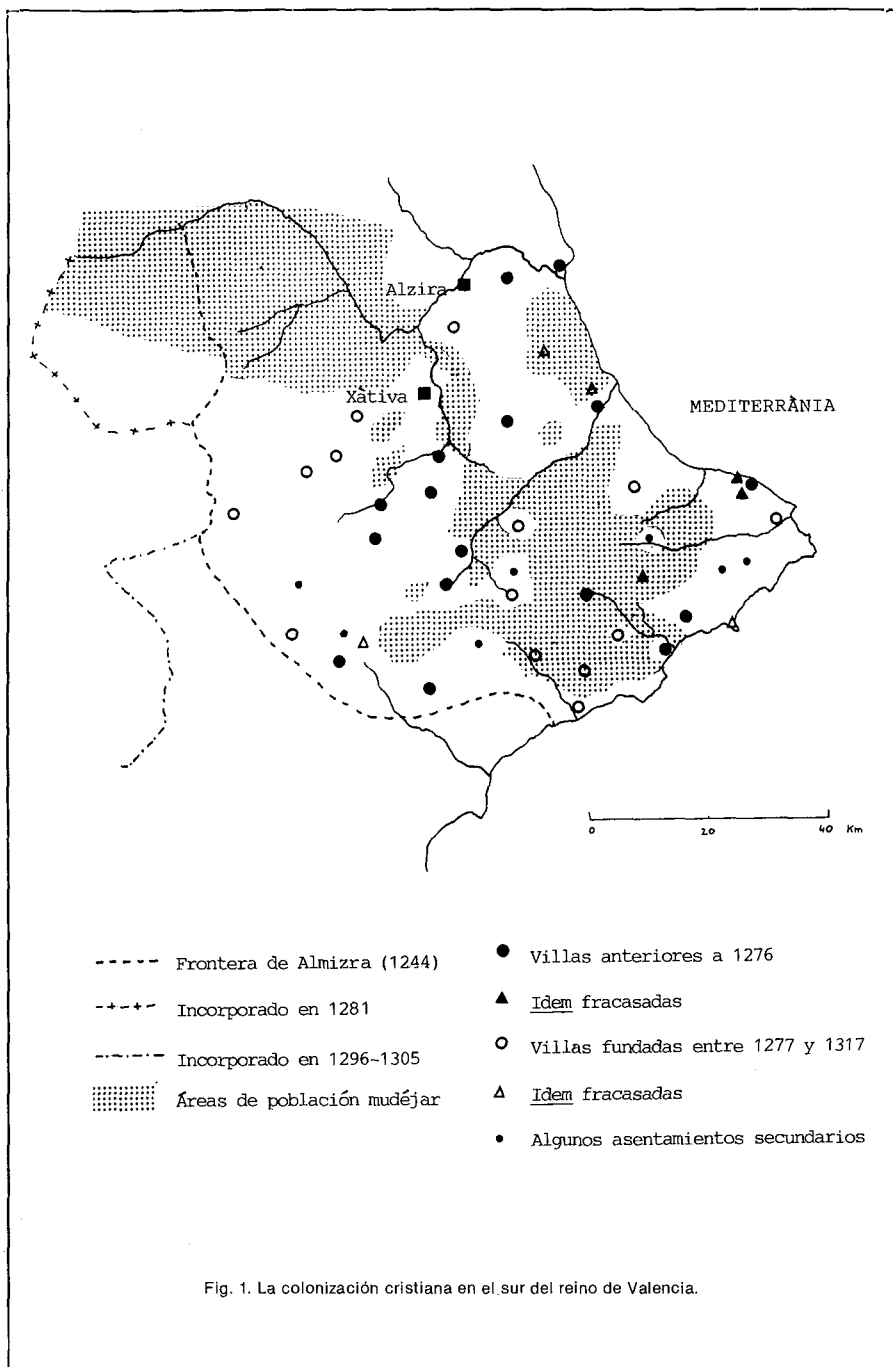 Alzira
Xàtiva
MEDITERRÀNIA
0 20 40 Km
Frontera de Almizra (1244)
Incorporado en 1281
Incorporado en 1296-1305
Áreas de población mudéjar
Villas anteriores a 1276
Idem fracasadas
Villas fundadas entre 1277 y 1317
Idem fracasadas
Algunos asentamientos secundarios
Fig. 1. La colonización cristiana en el sur del reino de Valencia.